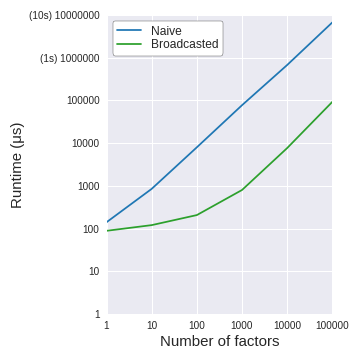 (10s) 10000000
(1s) 1000000
100000
10000
1000
100
10
1
Runtime (µs)
Naive
Broadcasted
1 10 100 1000 10000 100000
Number of factors